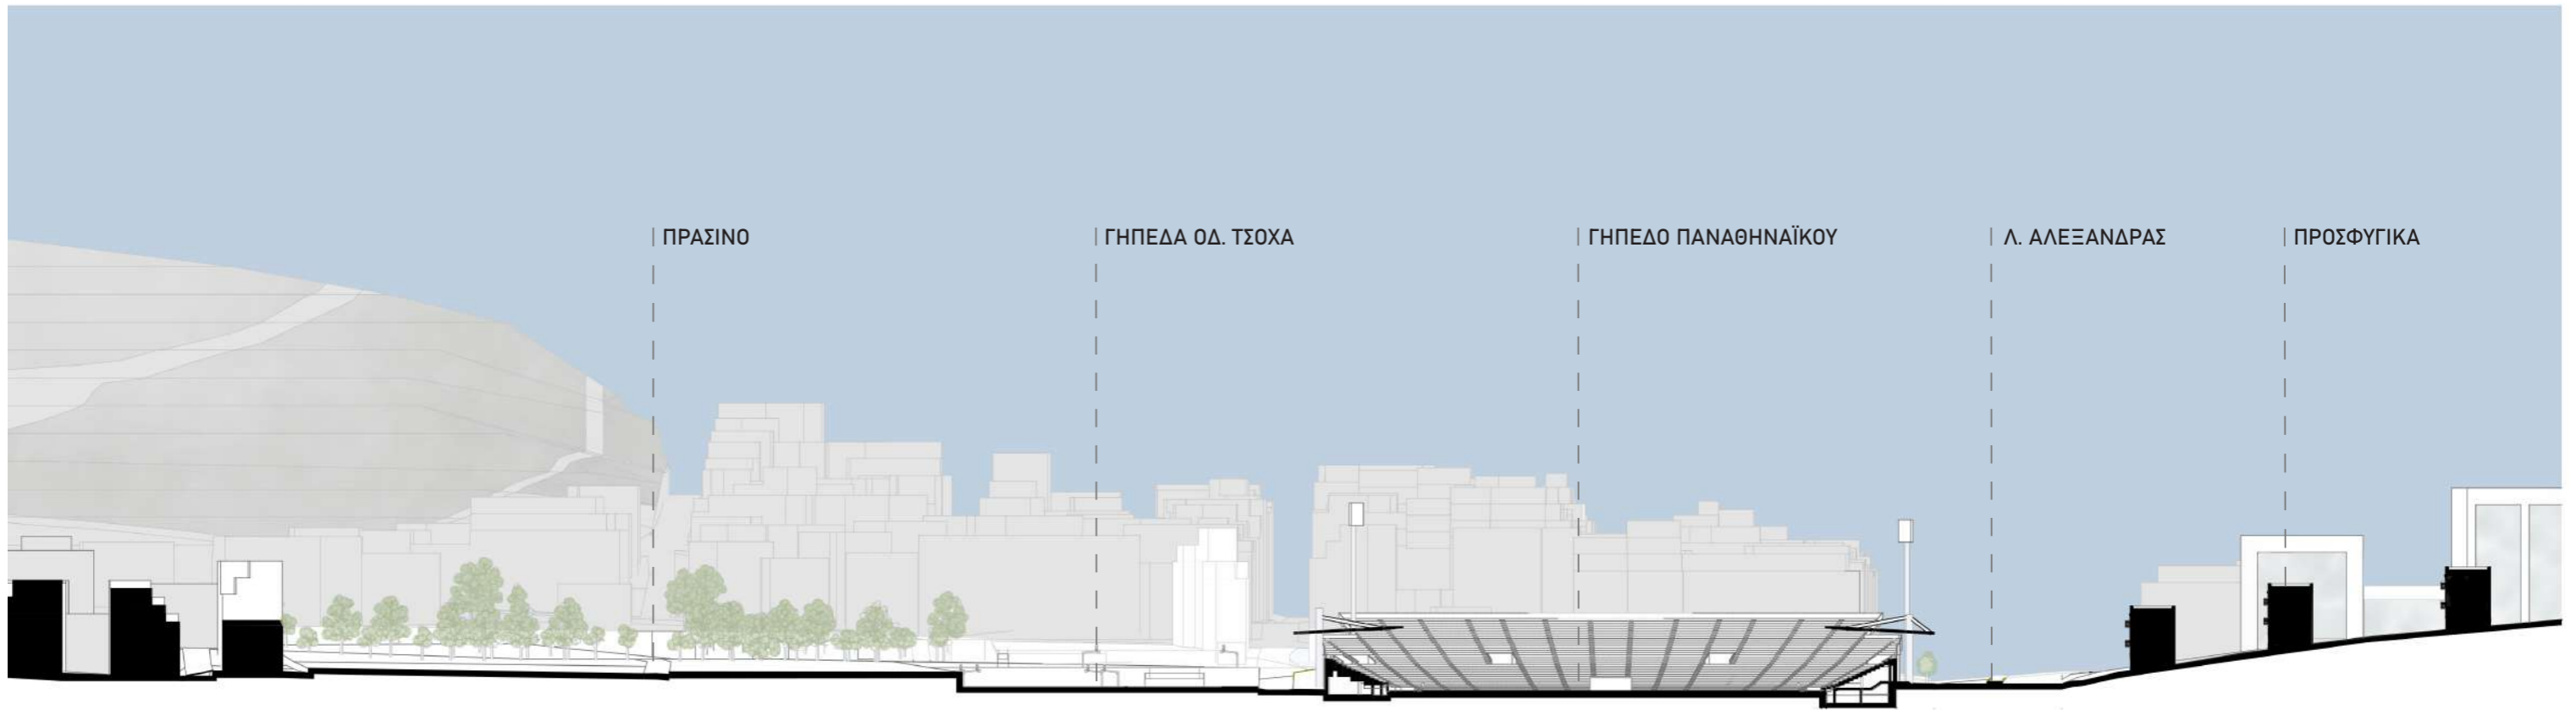 ΠΡΑΣΙΝΟ
ΓΗΠΕΔΑ ΟΔ. ΤΣΟΧΑ
ΓΗΠΕΔΟ ΠΑΝΑΘΗΝΑΪΚΟΥ
Λ. ΑΛΕΞΑΝΔΡΑΣ
ΠΡΟΣΦΥΓΙΚΑ